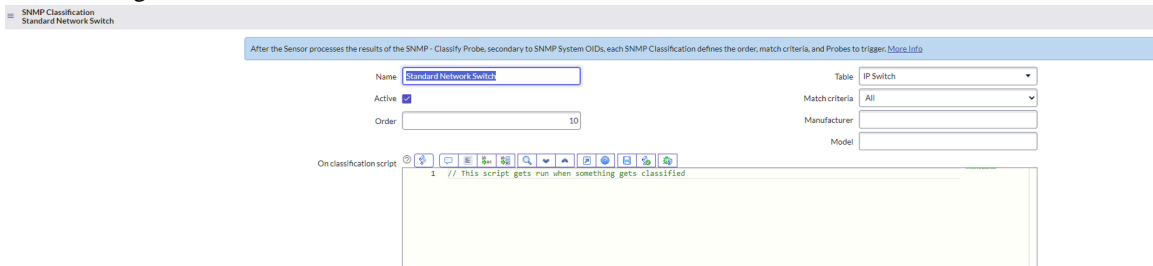 SNMP Classification
Standard Network Switch
After the Sensor processes the results of the SNMP - Classify Probe, secondary to SNMP System OIDs, each SNMP Classification defines the order, match criteria, and Probes to trigger. More Info
Name Standard Network Switch
Table IP Switch
Active
Match criteria All
Order 10
Manufacturer
Model
On classification script
1 // This script gets run when something gets classified